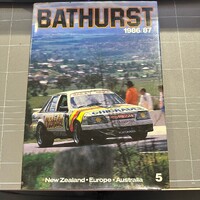 BATHURST
1986/87
New Zealand • Europe • Australia
5